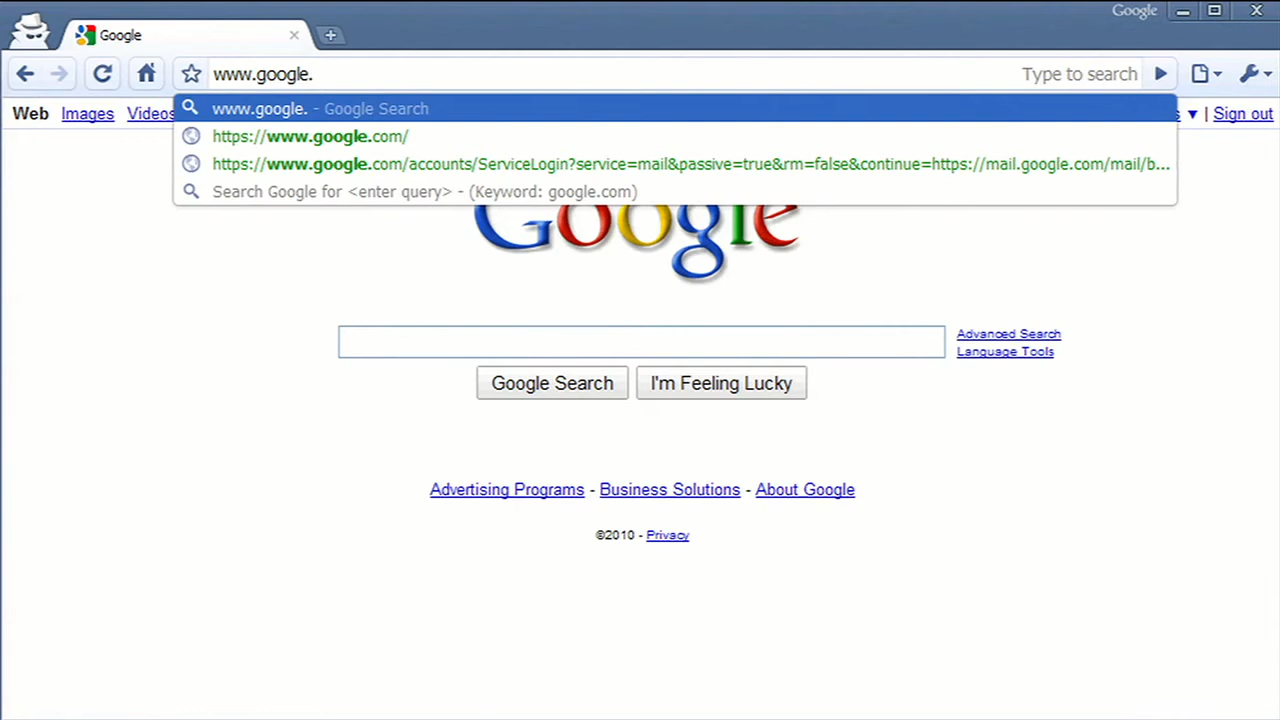 Google
Google
www.google.
Type to search
www.google. - Google Search
https://www.google.com/
https://www.google.com/accounts/ServiceLogin?service=mail&passive=true&rm=false&continue=https://mail.google.com/mail/b...
Search Google for <enter query> - (Keyword: google.com)
Web Images Videos
| Sign out
Google
Advanced Search
Language Tools
Google Search
I'm Feeling Lucky
Advertising Programs - Business Solutions - About Google
©2010 - Privacy